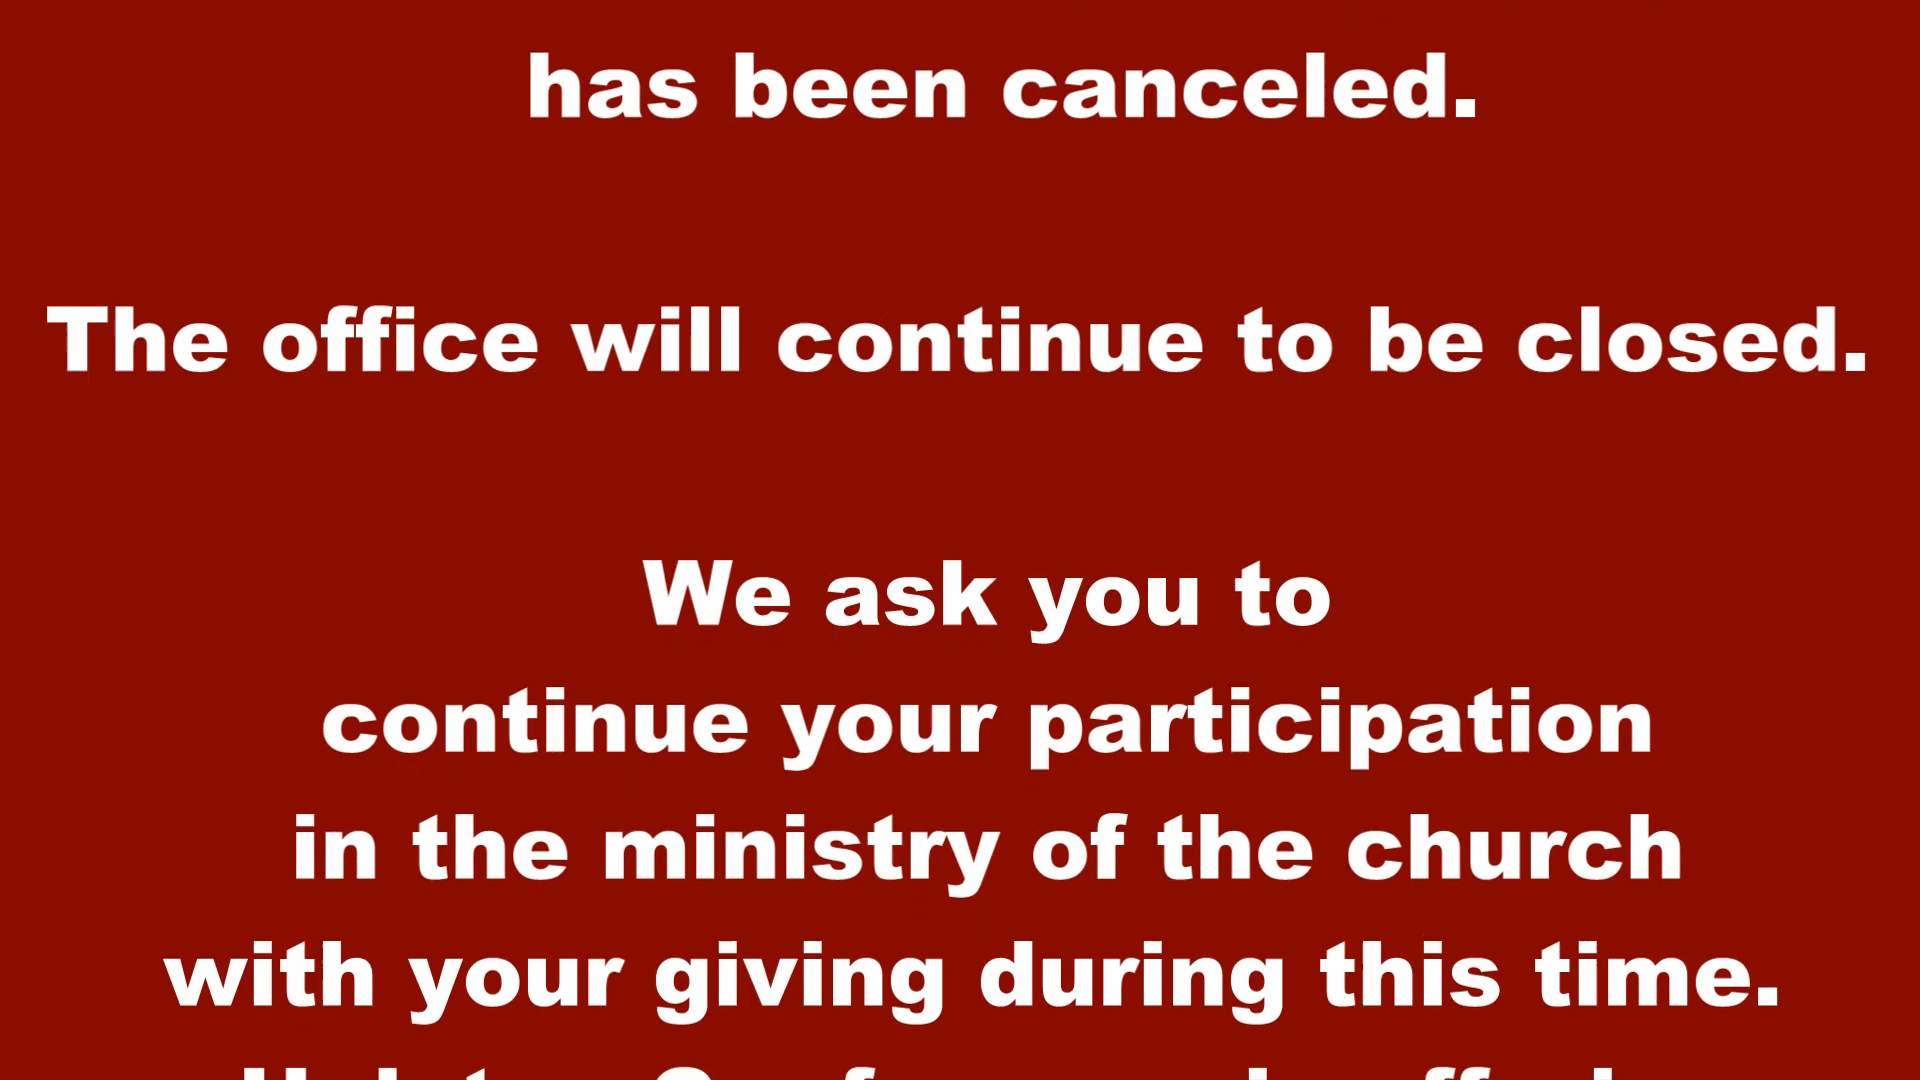 has been canceled.
The office will continue to be closed.
We ask you to
continue your participation
in the ministry of the church
with your giving during this time.